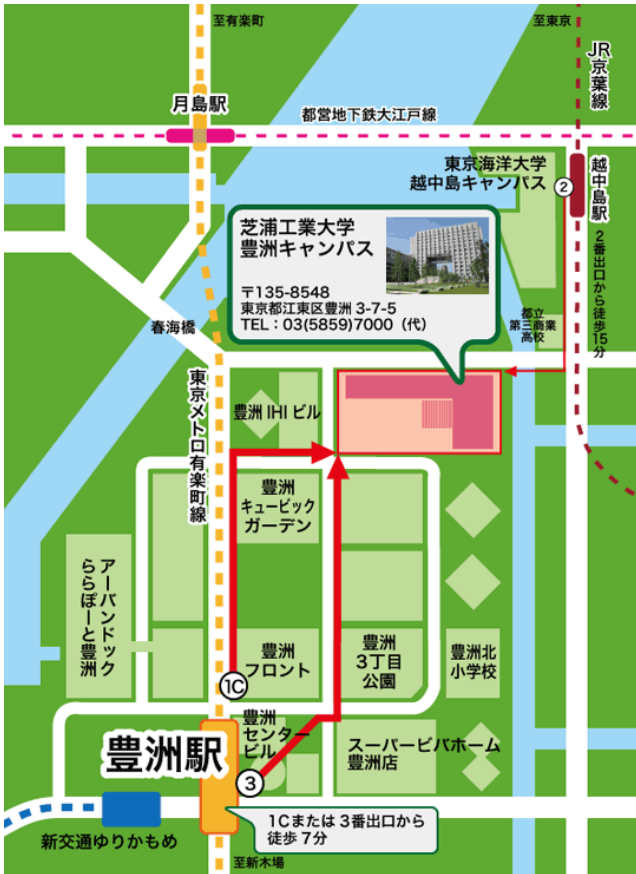 至有楽町
至東京
JR京葉線
月島駅
都営地下鉄大江戸線
東京海洋大学
越中島キャンパス
2
越中島駅
2番出口から徒歩15分
芝浦工業大学
豊洲キャンパス
〒135-8548
東京都江東区豊洲 3-7-5
TEL：03(5859)7000（代）
都立
第三商業
高校
春海橋
東京メトロ有楽町線
豊洲 IHI ビル
豊洲
キュービック
ガーデン
アーバンドック
ららぽーと豊洲
豊洲
フロント
豊洲
3丁目
公園
豊洲北
小学校
1C
豊洲
センター
ビル
豊洲駅
3
スーパービバホーム
豊洲店
1Cまたは 3番出口から
徒歩 7分
新交通ゆりかもめ
至新木場